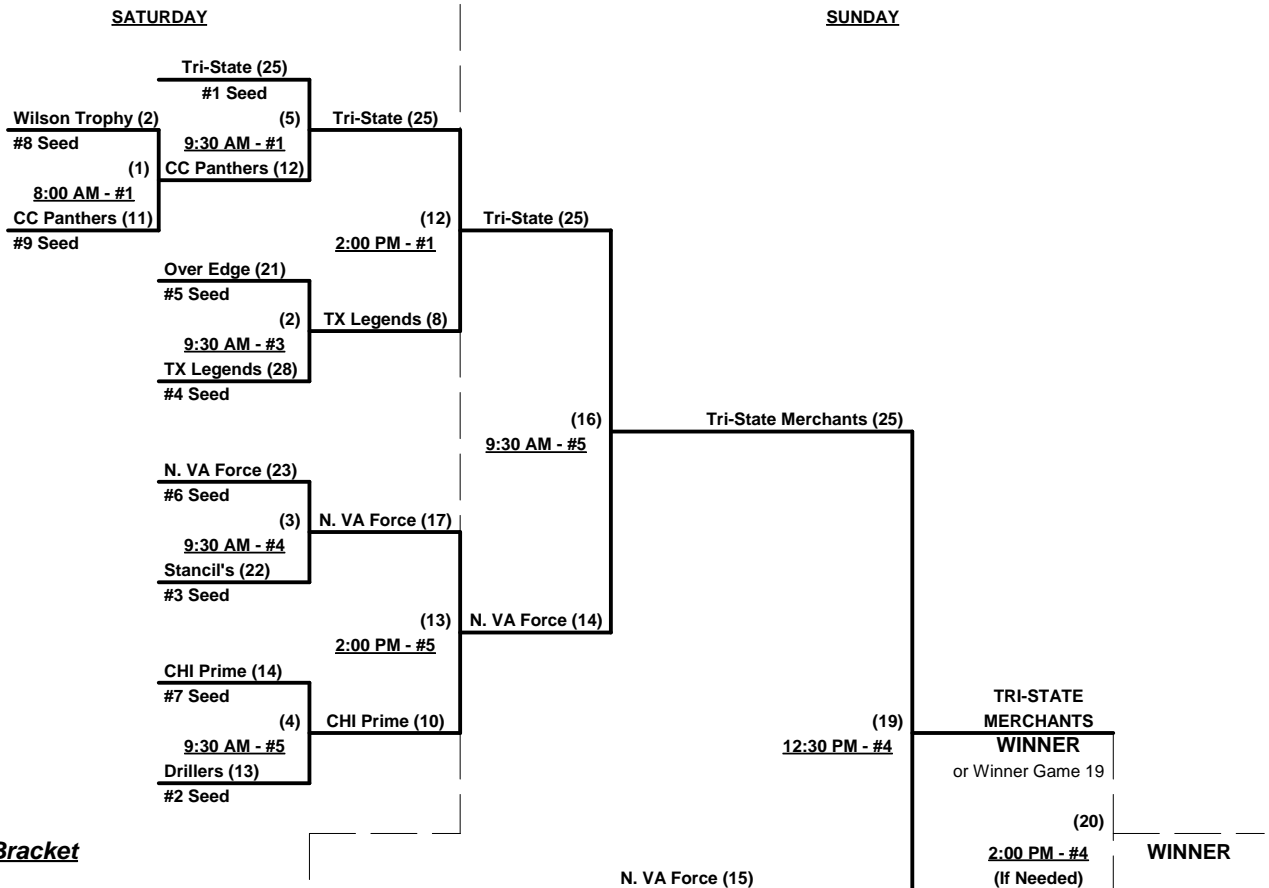 SATURDAY
SUNDAY
Tri-State (25)
#1 Seed
Wilson Trophy (2)
(5)
Tri-State (25)
#8 Seed
9:30 AM - #1
(1)
CC Panthers (12)
8:00 AM - #1
CC Panthers (11)
(12)
Tri-State (25)
#9 Seed
2:00 PM - #1
Over Edge (21)
#5 Seed
(2)
TX Legends (8)
9:30 AM - #3
TX Legends (28)
#4 Seed
(16)
Tri-State Merchants (25)
9:30 AM - #5
N. VA Force (23)
#6 Seed
(3)
N. VA Force (17)
9:30 AM - #4
Stancil's (22)
#3 Seed
(13)
N. VA Force (14)
2:00 PM - #5
CHI Prime (14)
#7 Seed
(4)
CHI Prime (10)
9:30 AM - #5
Drillers (13)
#2 Seed
(19)
12:30 PM - #4
TRI-STATE
MERCHANTS
WINNER
or Winner Game 19
(20)
Bracket
2:00 PM - #4
WINNER
N. VA Force (15)
(If Needed)